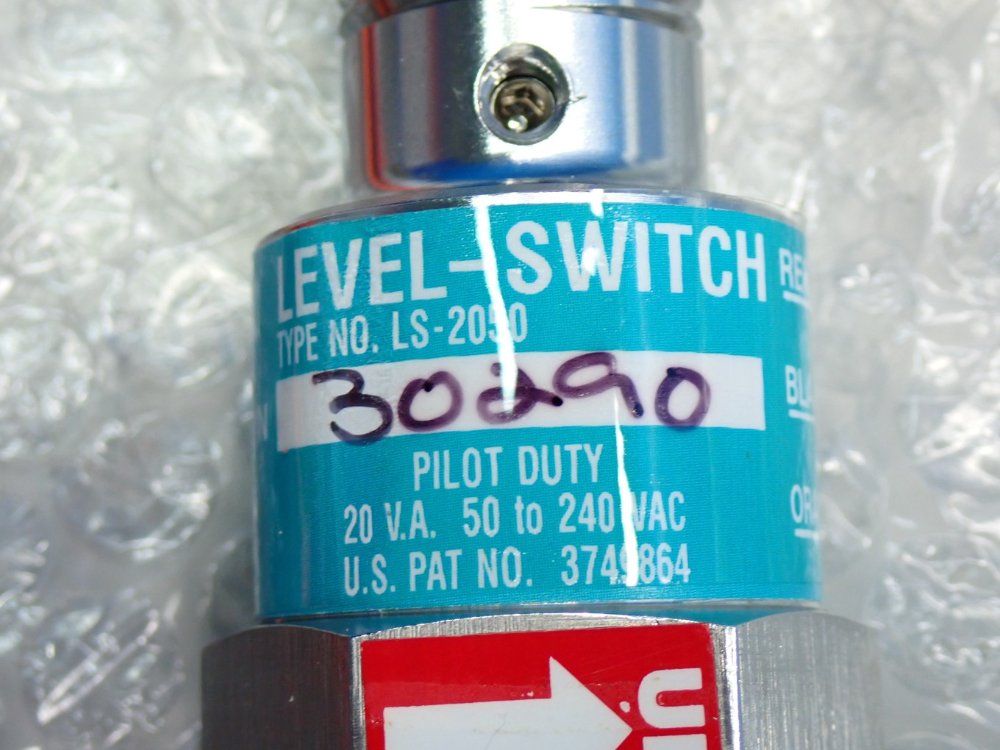 LEVEL-SWITCH
TYPE NO. LS-2050
30290
PILOT DUTY
20 V.A. 50 to 240 VAC
U.S. PAT NO. 3749864